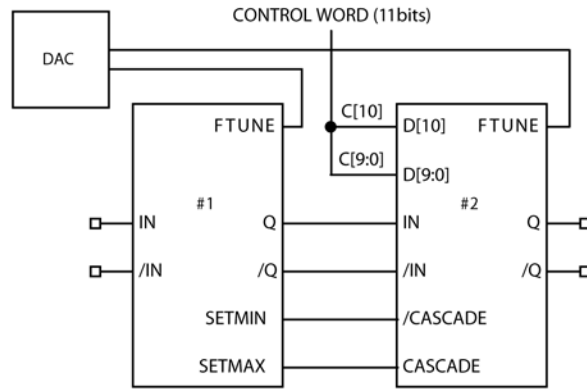 CONTROL WORD (11bits)
DAC
C[10]
FTUNE
D[10]
FTUNE
C[9:0]
D[9:0]
#1
#2
IN
Q
IN
Q
/IN
/Q
/IN
/Q
SETMIN
/CASCADE
SETMAX
CASCADE